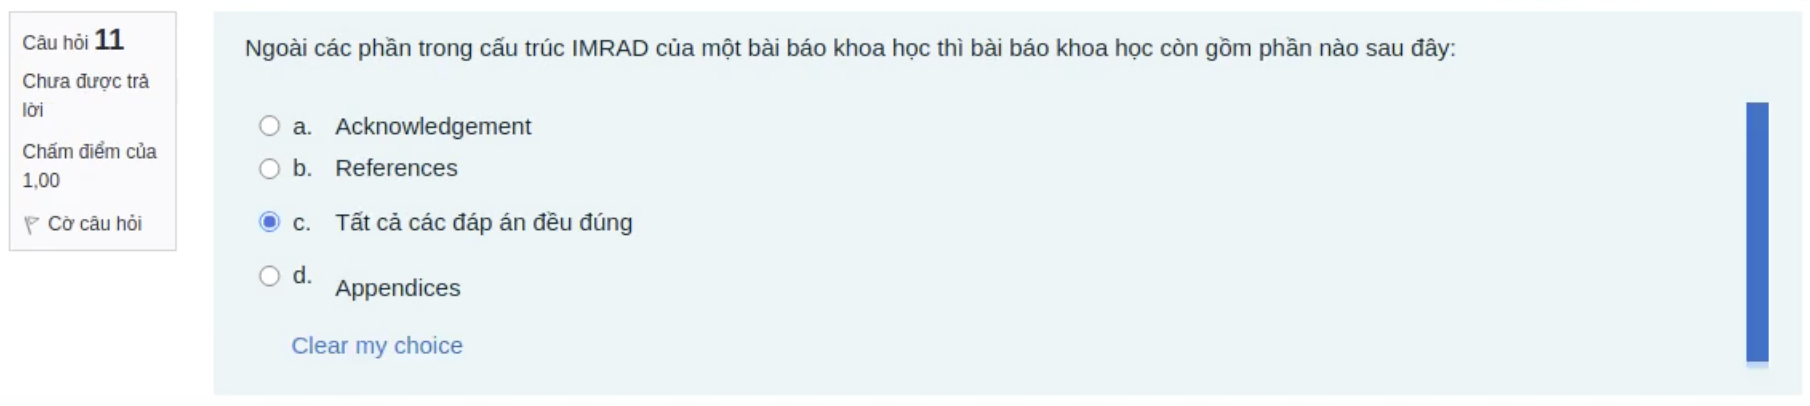 Câu hỏi 11
Chưa được trả
lời
Chấm điểm của
1,00
Cờ câu hỏi
Ngoài các phần trong cấu trúc IMRAD của một bài báo khoa học thì bài báo khoa học còn gồm phần nào sau đây:
a. Acknowledgement
b. References
c. Tất cả các đáp án đều đúng
d. Appendices
Clear my choice